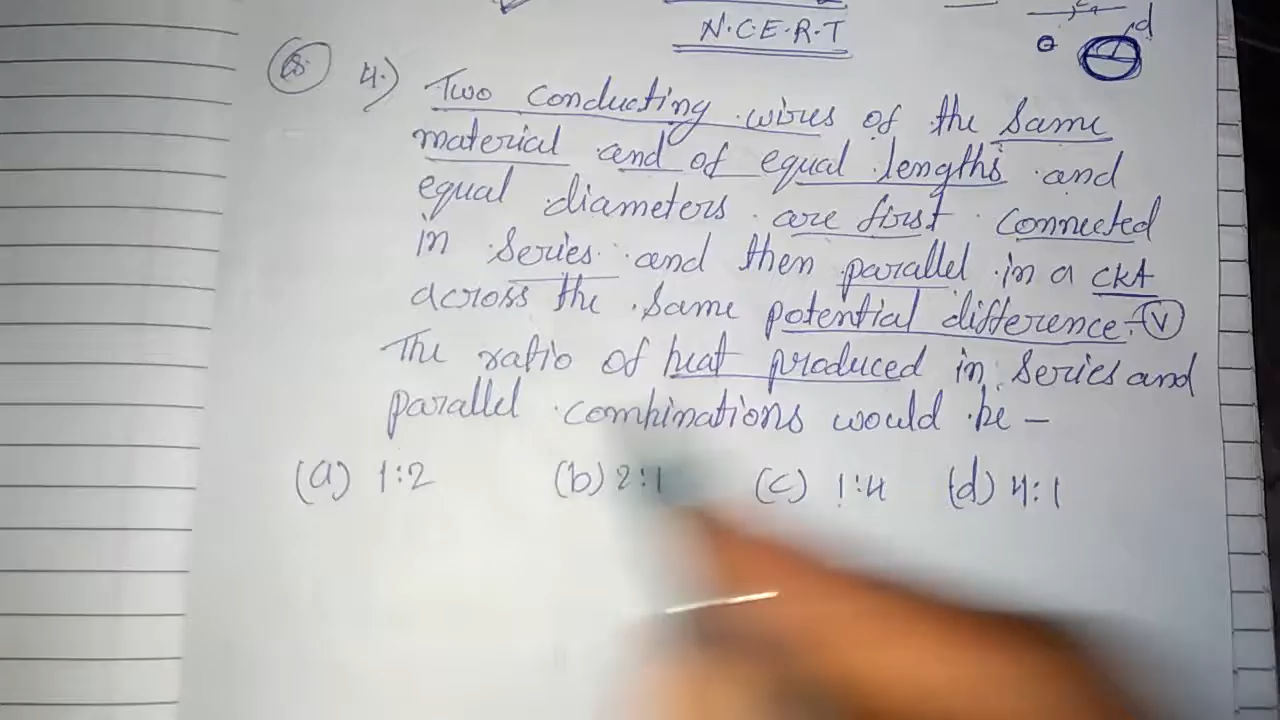 N.C.E.R.T
d
4.) Two conducting wires of the same
material and of equal lengths and
equal diameters are first connected
in series and then parallel in a ckt
across the same potential difference. (V)
The ratio of heat produced in series and
parallel combinations would be –
(a) 1:2 (b) 2:1 (c) 1:4 (d) 4:1